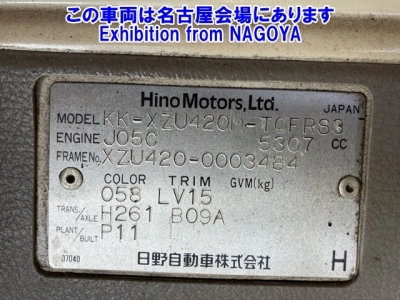 この車両は名古屋会場にあります
Exhibition from NAGOYA
Hino Motors, Ltd.
JAPAN
MODEL KK-XZU420M-TQFRS3
ENGINE J05C 5307 CC
FRAME No. XZU420-0003484
COLOR TRIM GVM(kg)
058 LV15
TRANS/AXLE H261 B09A
PLANT/BUILT P11
37040 日野自動車株式会社 H